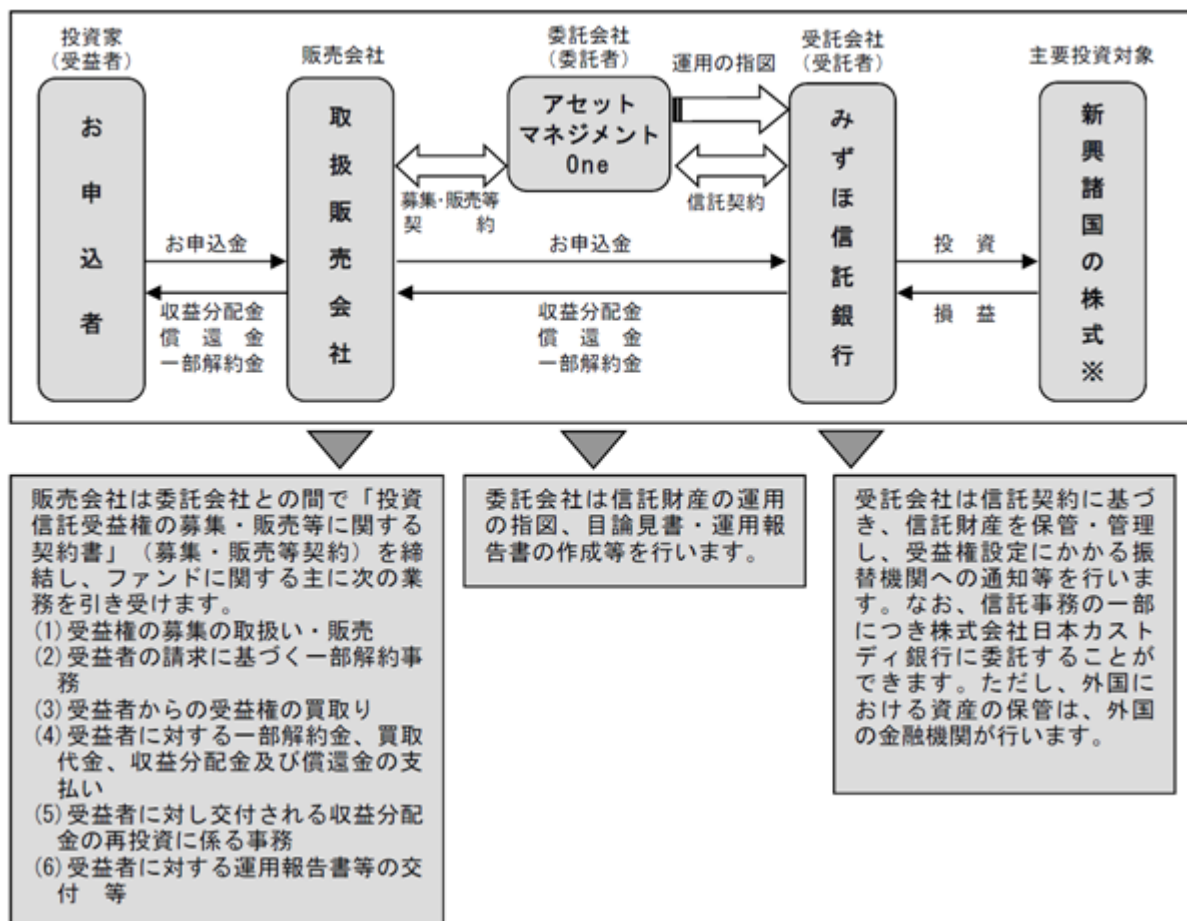 投資家
（受益者）
販売会社
委託会社
（委託者）
運用の指図
受託会社
（受託者）
主要投資対象
お申込者
取扱販売会社
アセット
マネジメント
One
みずほ信託銀行
新興諸国の株式※
募集・販売等
契　約
信託契約
お申込金
お申込金
投　資
収益分配金
償　還　金
一部解約金
収益分配金
償　還　金
一部解約金
損　益
販売会社は委託会社との間で「投資
信託受益権の募集・販売等に関する
契約書」（募集・販売等契約）を締
結し、ファンドに関する主に次の業
務を引き受けます。
(1)受益権の募集の取扱い・販売
(2)受益者の請求に基づく一部解約事
務
(3)受益者からの受益権の買取り
(4)受益者に対する一部解約金、買取
代金、収益分配金及び償還金の支
払い
(5)受益者に対し交付される収益分配
金の再投資に係る事務
(6)受益者に対する運用報告書等の交
付　等
委託会社は信託財産の運用
の指図、目論見書・運用報
告書の作成等を行います。
受託会社は信託契約に基づ
き、信託財産を保管・管理
し、受益権設定にかかる振
替機関への通知等を行いま
す。なお、信託事務の一部
につき株式会社日本カスト
ディ銀行に委託することが
できます。ただし、外国に
おける資産の保管は、外国
の金融機関が行います。